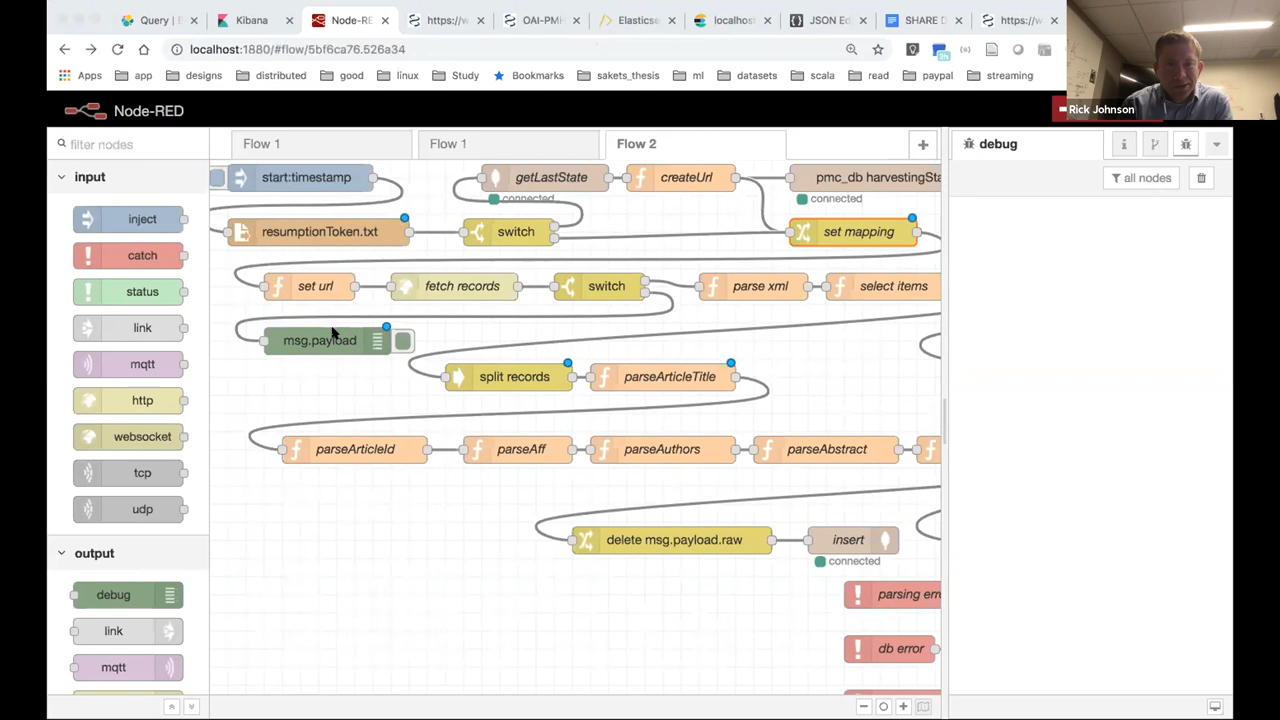 Query | E
Kibana
Node-RE
https://w
OAI-PMH
Elasticse
localhos
JSON Ed
SHARE D
https://w
localhost:1880/#flow/5bf6ca76.526a34
Apps
app
designs
distributed
good
linux
Study
Bookmarks
sakets_thesis
ml
datasets
scala
read
paypal
streaming
Rick Johnson
Node-RED
filter nodes
Flow 1
Flow 1
Flow 2
debug
all nodes
input
inject
catch
status
link
mqtt
http
websocket
tcp
udp
output
debug
link
mqtt
start:timestamp
getLastState
connected
createUrl
pmc_db harvestingSta
connected
resumptionToken.txt
switch
set mapping
set url
fetch records
switch
parse xml
select items
msg.payload
split records
parseArticleTitle
parseArticleId
parseAff
parseAuthors
parseAbstract
delete msg.payload.raw
insert
connected
parsing err
db error